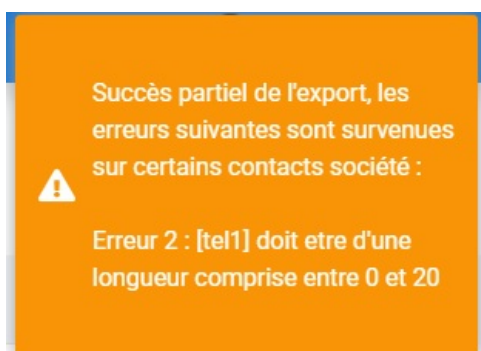 Succès partiel de l'export, les
erreurs suivantes sont survenues
sur certains contacts société :
Erreur 2 : [tel1] doit etre d'une
longueur comprise entre 0 et 20